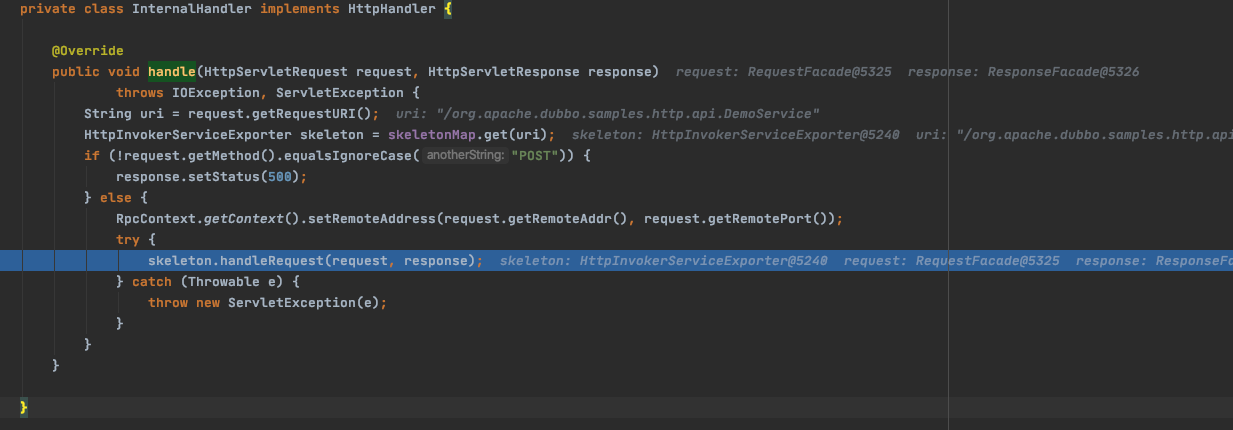 private class InternalHandler implements HttpHandler {
@Override
public void handle(HttpServletRequest request, HttpServletResponse response)  request: RequestFacade@5325  response: ResponseFacade@5326
throws IOException, ServletException {
String uri = request.getRequestURI();  uri: "/org.apache.dubbo.samples.http.api.DemoService"
HttpInvokerServiceExporter skeleton = skeletonMap.get(uri);  skeleton: HttpInvokerServiceExporter@5240  uri: "/org.apache.dubbo.samples.http.api
if (!request.getMethod().equalsIgnoreCase( anotherString: "POST")) {
response.setStatus(500);
} else {
RpcContext.getContext().setRemoteAddress(request.getRemoteAddr(), request.getRemotePort());
try {
skeleton.handleRequest(request, response);  skeleton: HttpInvokerServiceExporter@5240  request: RequestFacade@5325  response: ResponseFa
} catch (Throwable e) {
throw new ServletException(e);
}
}
}
}